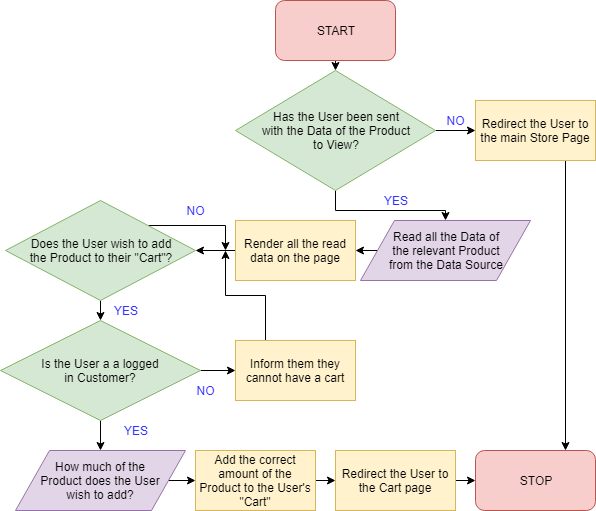 START
Has the User been sent
with the Data of the Product
to View?
NO
Redirect the User to
the main Store Page
YES
NO
Does the User wish to add
the Product to their "Cart"?
Render all the read
data on the page
Read all the Data of
the relevant Product
from the Data Source
YES
Is the User a a logged
in Customer?
NO
Inform them they
cannot have a cart
YES
How much of the
Product does the User
wish to add?
Add the correct
amount of the
Product to the User's
"Cart"
Redirect the User to
the Cart page
STOP